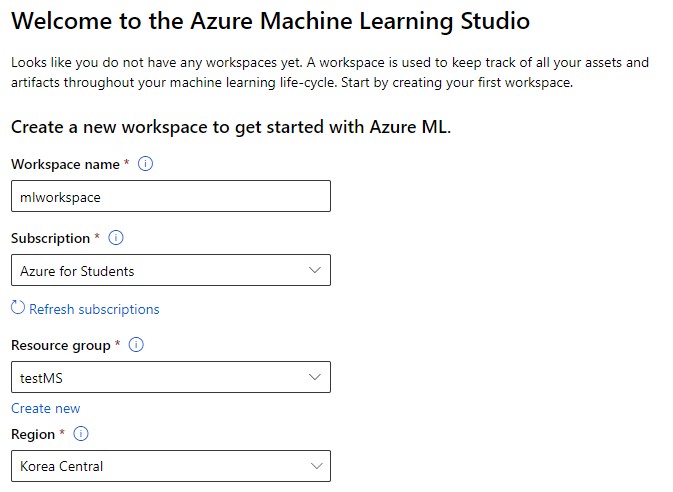 Welcome to the Azure Machine Learning Studio
Looks like you do not have any workspaces yet. A workspace is used to keep track of all your assets and
artifacts throughout your machine learning life-cycle. Start by creating your first workspace.
Create a new workspace to get started with Azure ML.
Workspace name *
mlworkspace
Subscription *
Azure for Students
Refresh subscriptions
Resource group *
testMS
Create new
Region *
Korea Central